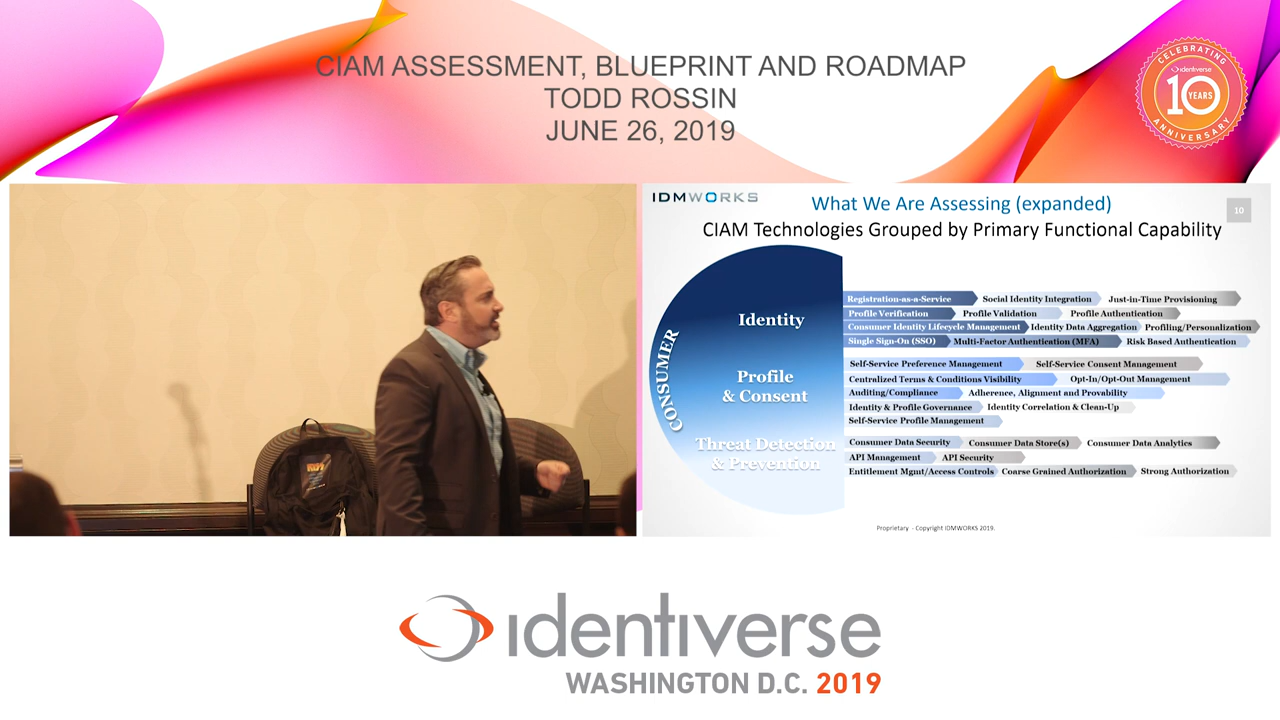 CIAM ASSESSMENT, BLUEPRINT AND ROADMAP
TODD ROSSIN
JUNE 26, 2019
CELEBRATING
identiverse
10 YEARS
ANNIVERSARY
IDMWORKS
What We Are Assessing (expanded)
10
CIAM Technologies Grouped by Primary Functional Capability
CONSUMER
Identity
Registration-as-a-Service Social Identity Integration Just-in-Time Provisioning
Profile Verification Profile Validation Profile Authentication
Consumer Identity Lifecycle Management Identity Data Aggregation Profiling/Personalization
Single Sign-On (SSO) Multi-Factor Authentication (MFA) Risk Based Authentication
Profile
& Consent
Self-Service Preference Management Self-Service Consent Management
Centralized Terms & Conditions Visibility Opt-In/Opt-Out Management
Auditing/Compliance Adherence, Alignment and Provability
Identity & Profile Governance Identity Correlation & Clean-Up
Self-Service Profile Management
Threat Detection
& Prevention
Consumer Data Security Consumer Data Store(s) Consumer Data Analytics
API Management API Security
Entitlement Mgmt/Access Controls Coarse Grained Authorization Strong Authorization
Proprietary - Copyright IDMWORKS 2019.
KISS
identiverse
WASHINGTON D.C. 2019